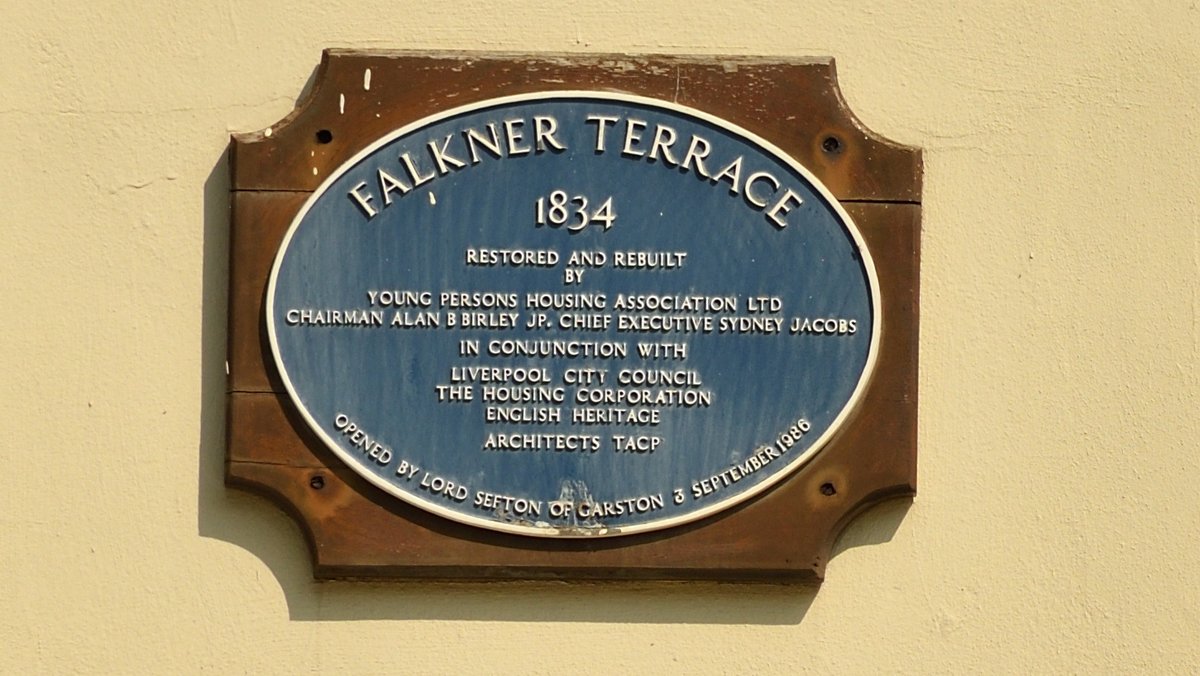 FALKNER TERRACE
1834
RESTORED AND REBUILT
BY
YOUNG PERSONS HOUSING ASSOCIATION LTD
CHAIRMAN ALAN B BIRLEY JP. CHIEF EXECUTIVE SYDNEY JACOBS
IN CONJUNCTION WITH
LIVERPOOL CITY COUNCIL
THE HOUSING CORPORATION
ENGLISH HERITAGE
ARCHITECTS TACP
OPENED BY LORD SEFTON OF GARSTON 3 SEPTEMBER 1986